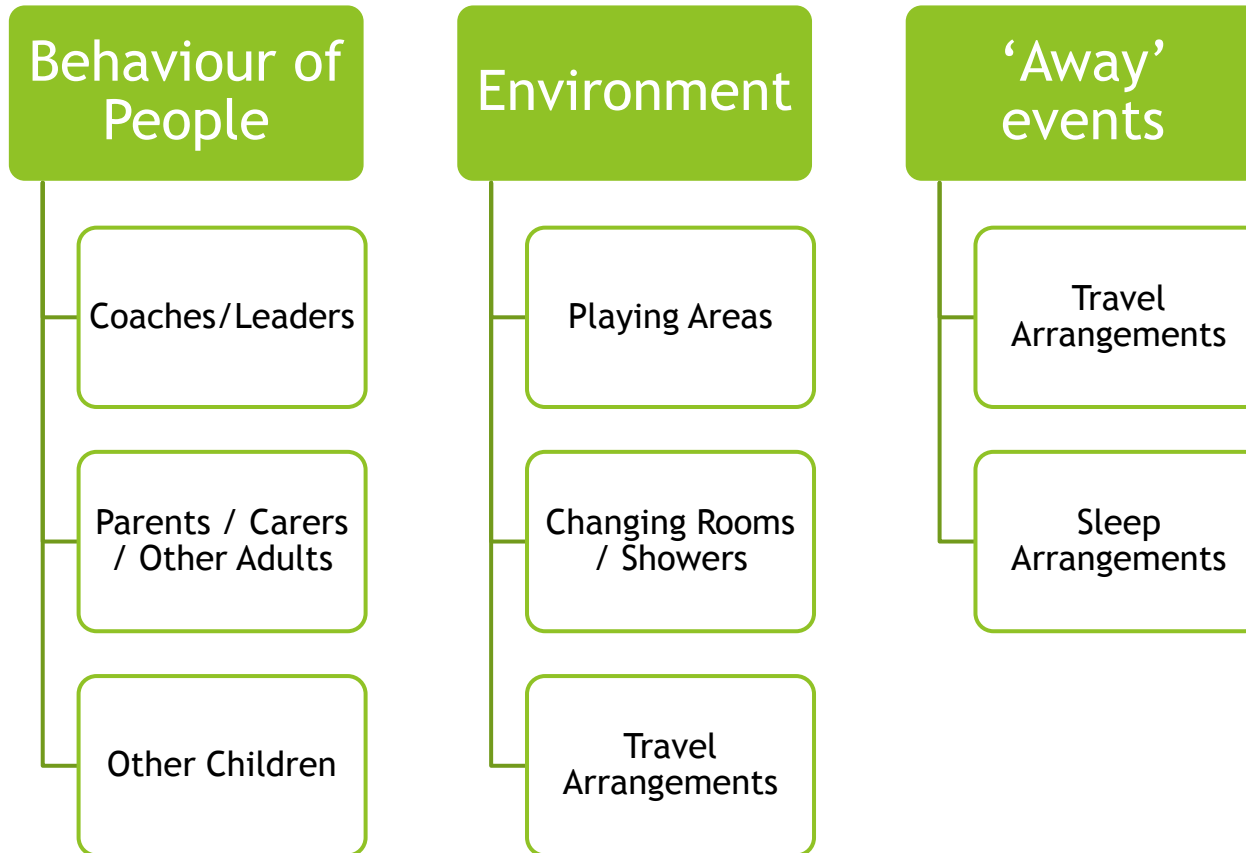 Behaviour of
People
Coaches/Leaders
Parents / Carers
/ Other Adults
Other Children
Environment
Playing Areas
Changing Rooms
/ Showers
Travel
Arrangements
‘Away’
events
Travel
Arrangements
Sleep
Arrangements